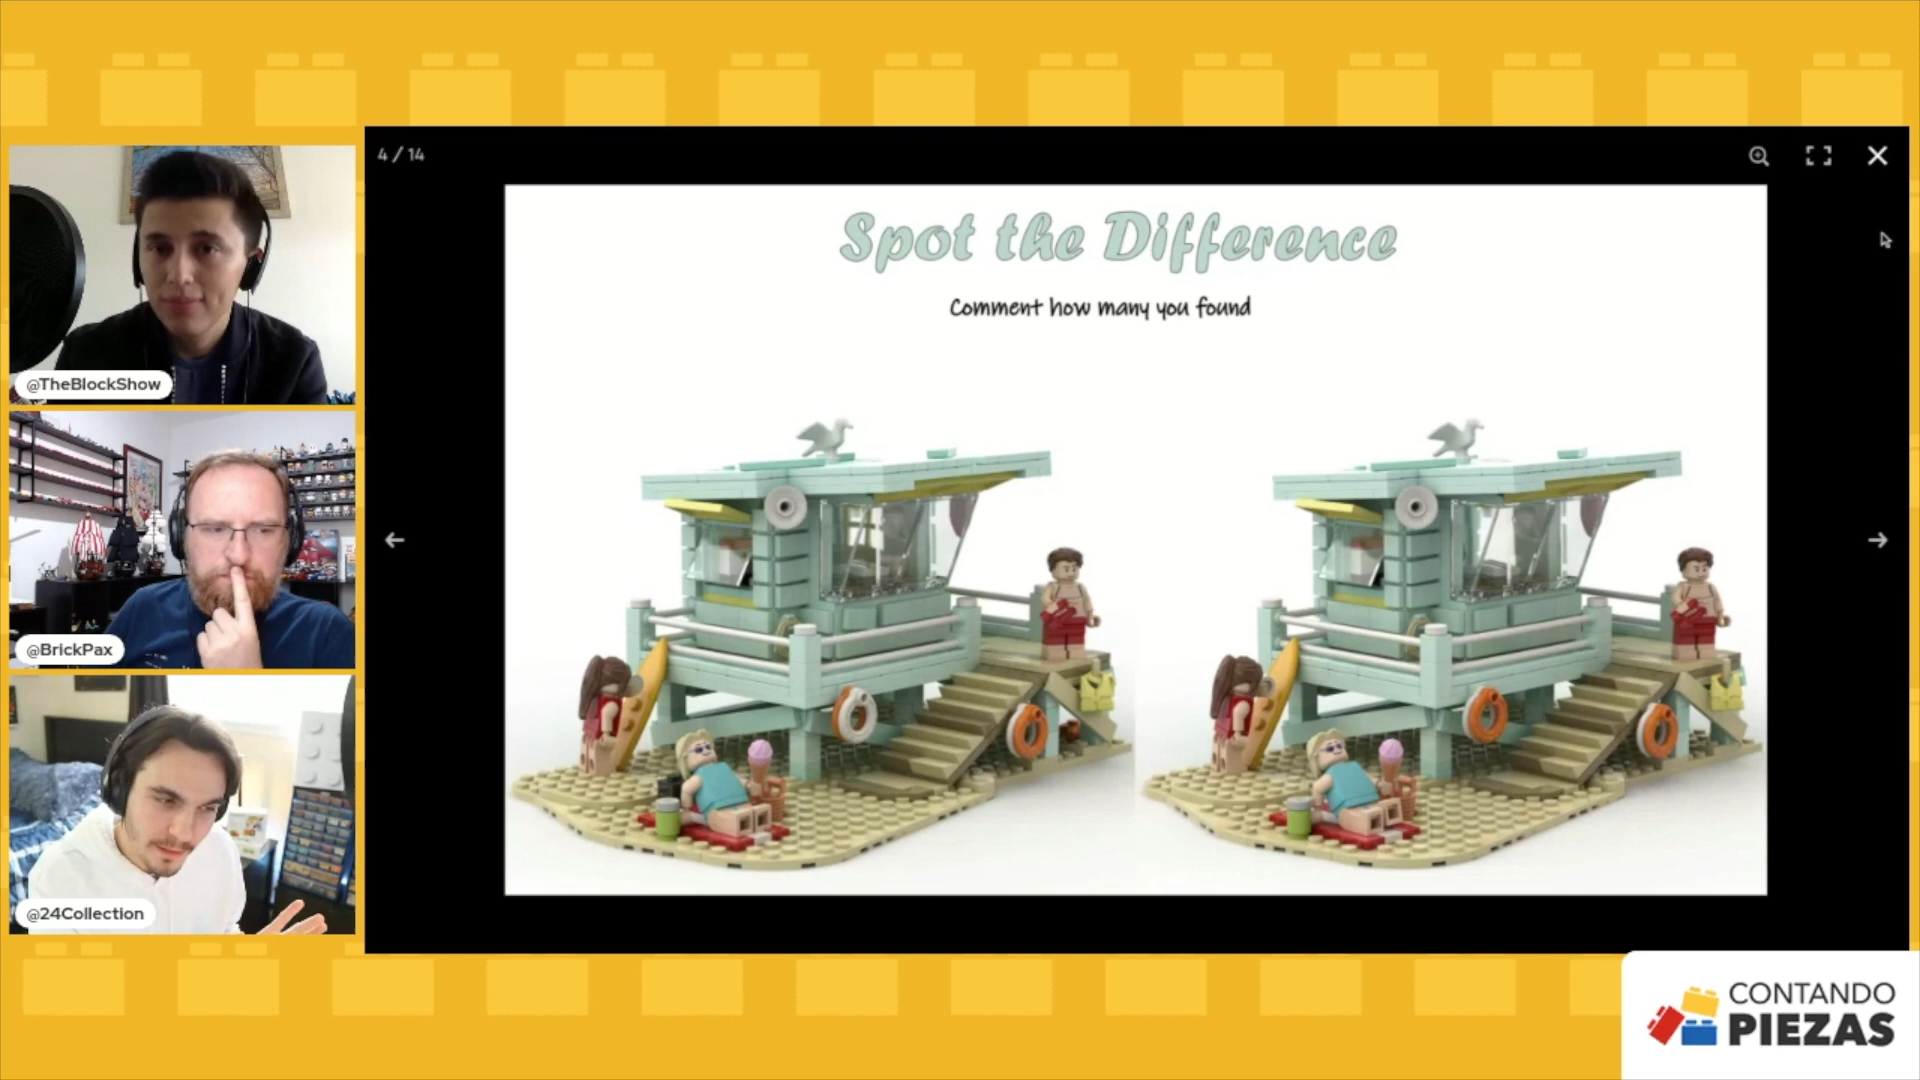 4 / 14
Spot the Difference
Comment how many you found
@TheBlockShow
@BrickPax
@24Collection
CONTANDO
PIEZAS